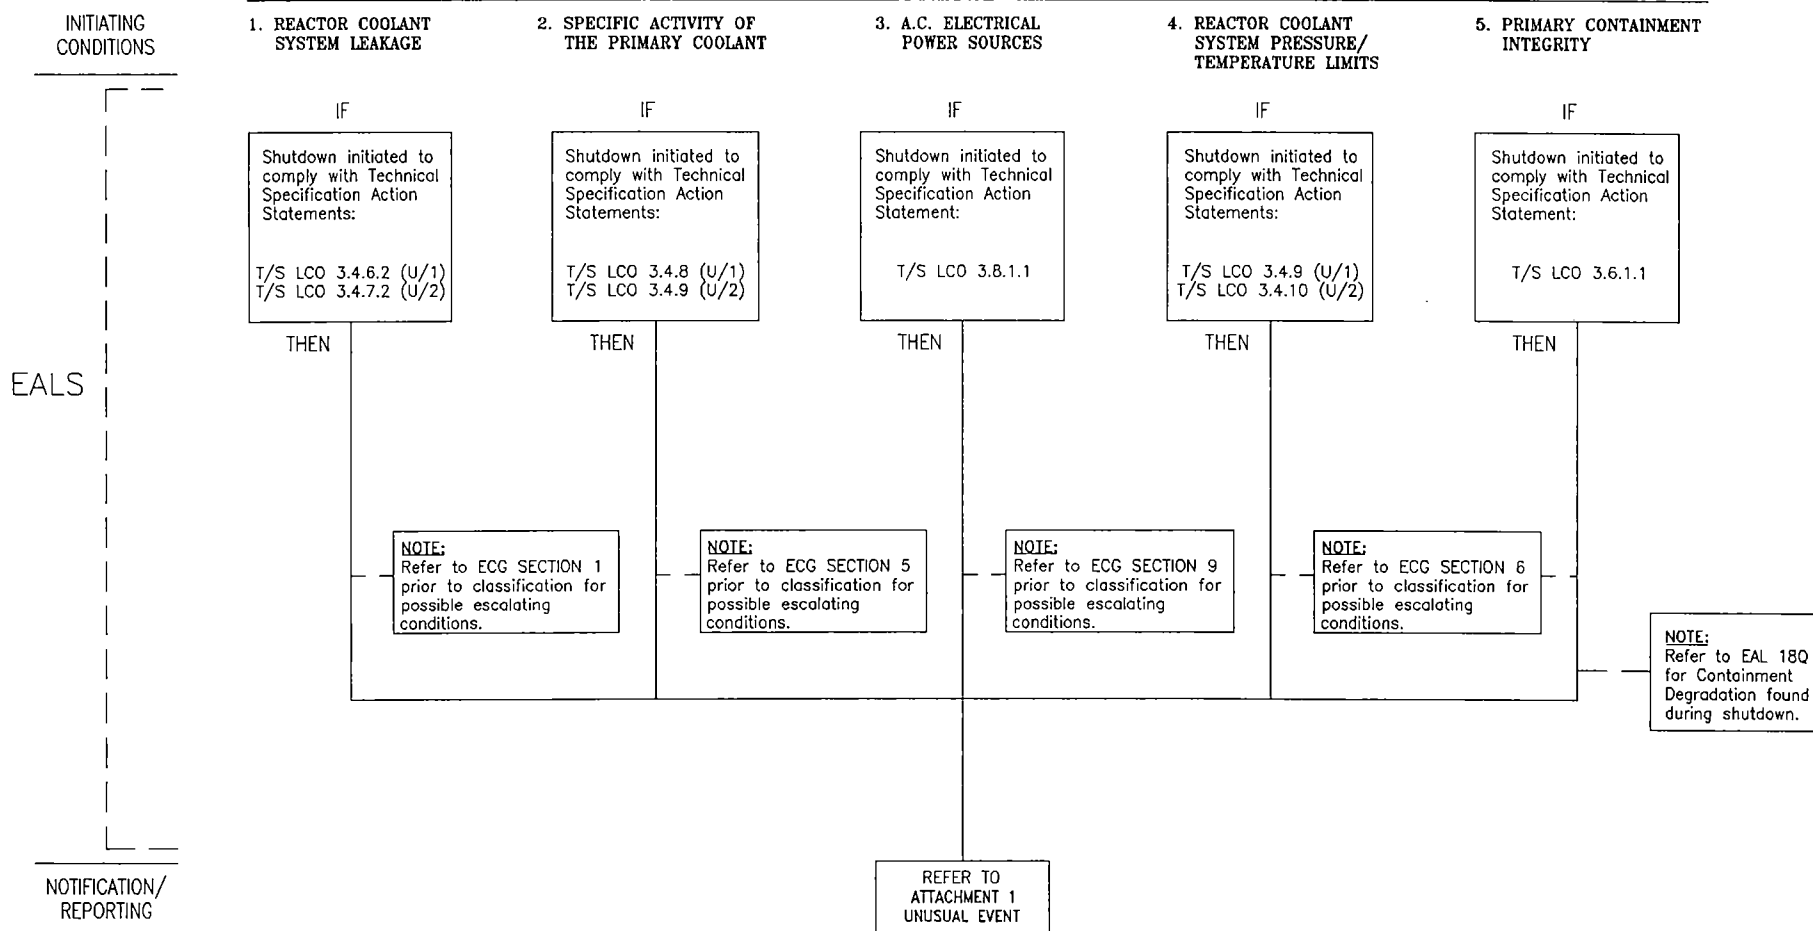 INITIATING
CONDITIONS
1. REACTOR COOLANT
SYSTEM LEAKAGE
2. SPECIFIC ACTIVITY OF
THE PRIMARY COOLANT
3. A.C. ELECTRICAL
POWER SOURCES
4. REACTOR COOLANT
SYSTEM PRESSURE/
TEMPERATURE LIMITS
5. PRIMARY CONTAINMENT
INTEGRITY
EALS
IF
Shutdown initiated to
comply with Technical
Specification Action
Statements:
T/S LCO 3.4.6.2 (U/1)
T/S LCO 3.4.7.2 (U/2)
THEN
IF
Shutdown initiated to
comply with Technical
Specification Action
Statements:
T/S LCO 3.4.8 (U/1)
T/S LCO 3.4.9 (U/2)
THEN
IF
Shutdown initiated to
comply with Technical
Specification Action
Statement:
T/S LCO 3.8.1.1
THEN
IF
Shutdown initiated to
comply with Technical
Specification Action
Statements:
T/S LCO 3.4.9 (U/1)
T/S LCO 3.4.10 (U/2)
THEN
IF
Shutdown initiated to
comply with Technical
Specification Action
Statement:
T/S LCO 3.6.1.1
THEN
NOTE:
Refer to ECG SECTION 1
prior to classification for
possible escalating
conditions.
NOTE:
Refer to ECG SECTION 5
prior to classification for
possible escalating
conditions.
NOTE:
Refer to ECG SECTION 9
prior to classification for
possible escalating
conditions.
NOTE:
Refer to ECG SECTION 6
prior to classification for
possible escalating
conditions.
NOTE:
Refer to EAL 18Q
for Containment
Degradation found
during shutdown.
NOTIFICATION/
REPORTING
REFER TO
ATTACHMENT 1
UNUSUAL EVENT